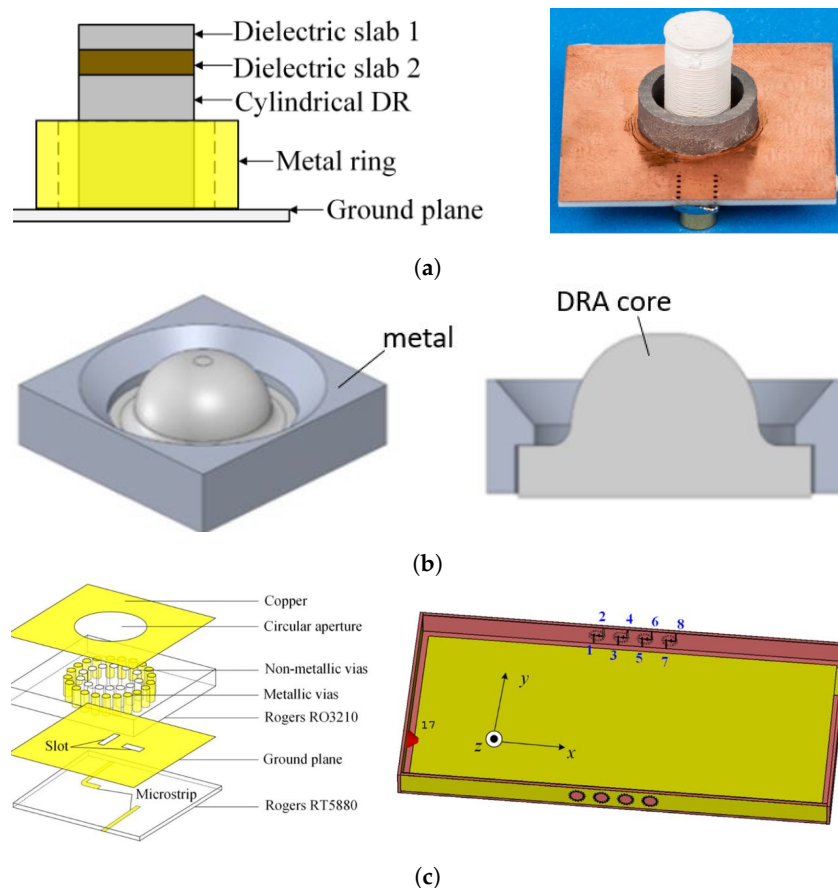 Dielectric slab 1
Dielectric slab 2
Cylindrical DR
Metal ring
Ground plane
(a)
metal
DRA core
(b)
Copper
Circular aperture
Non-metallic vias
Metallic vias
Rogers RO3210
Slot
Ground plane
Microstrip
Rogers RT5880
2 4 6 8
1 3 5 7
17
y
z
x
(c)